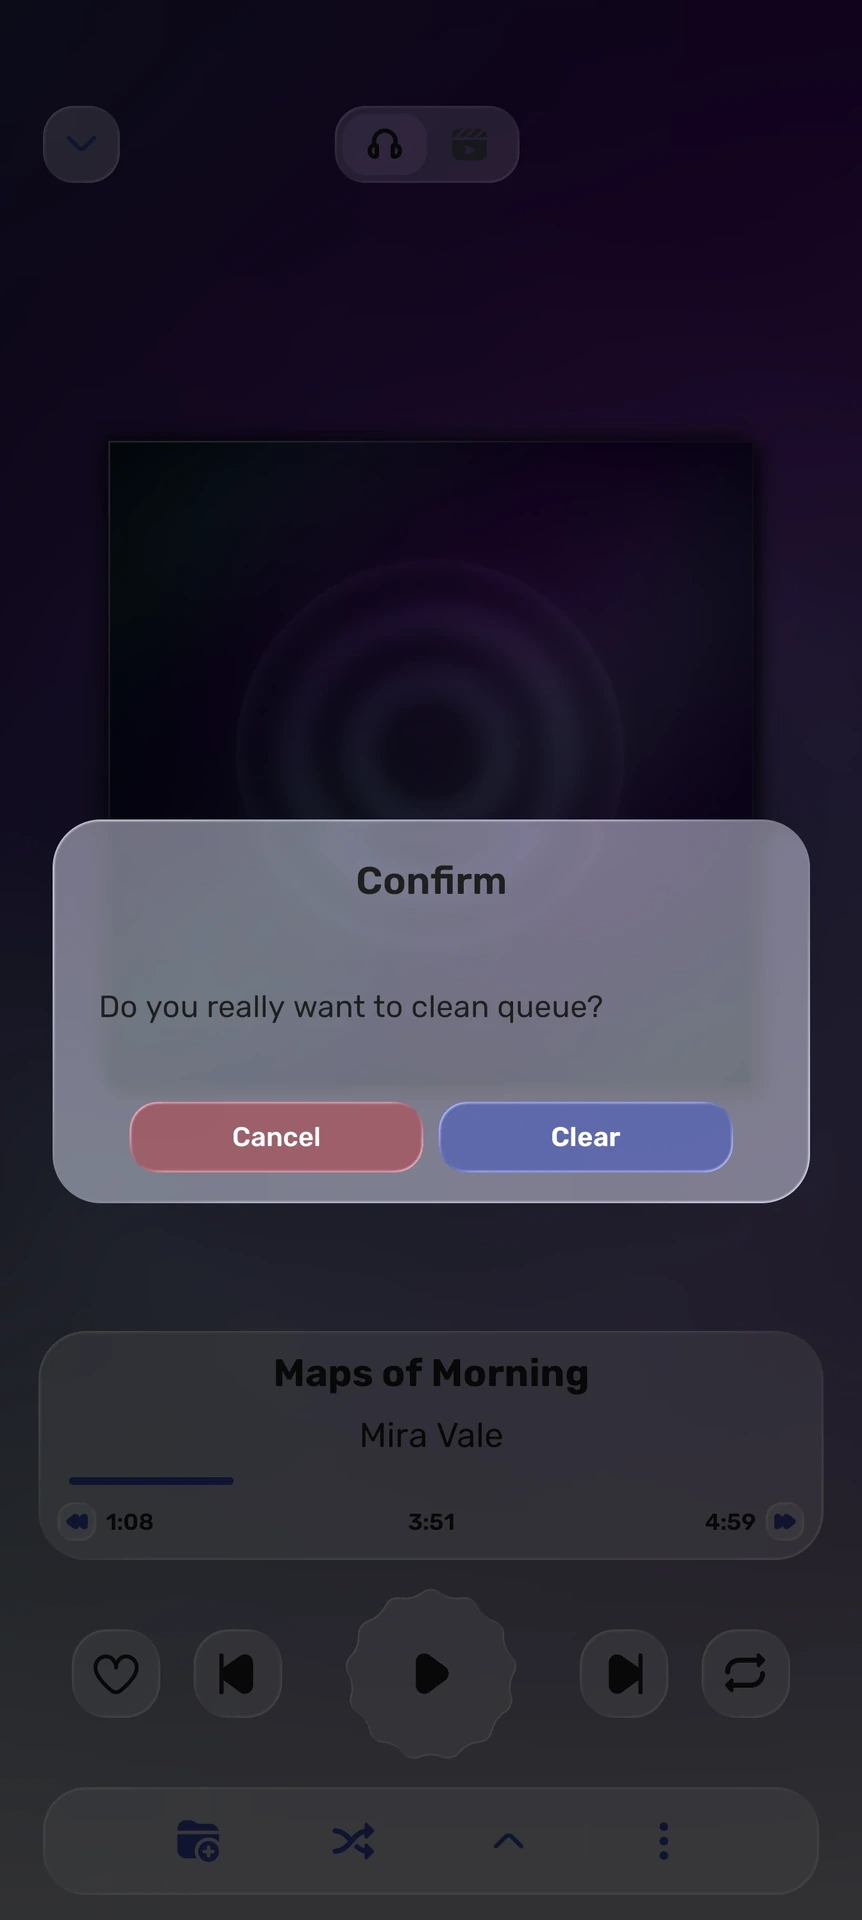 Confirm
Do you really want to clean queue?
Cancel Clear
Maps of Morning
Mira Vale
1:08 3:51 4:59